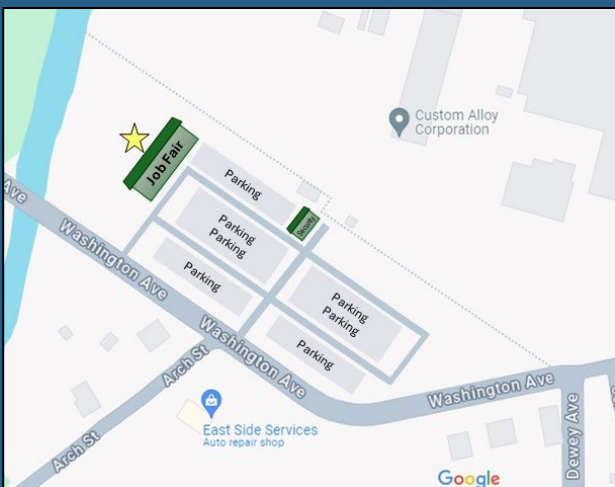 Custom Alloy
Corporation
Job Fair
Parking
Security
Parking
Parking
Parking
Parking
Parking
Parking
Ave
Washington Ave
Washington Ave
Washington Ave
Arch St
Arch St
Dewey Ave
East Side Services
Auto repair shop
Google